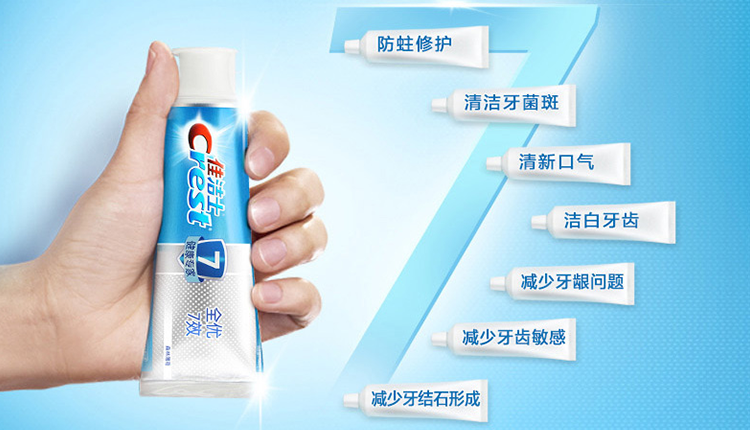 佳洁士
Crest
7
健康专家
全优
7效
防蛀修护
清洁牙菌斑
清新口气
洁白牙齿
减少牙龈问题
减少牙齿敏感
减少牙结石形成